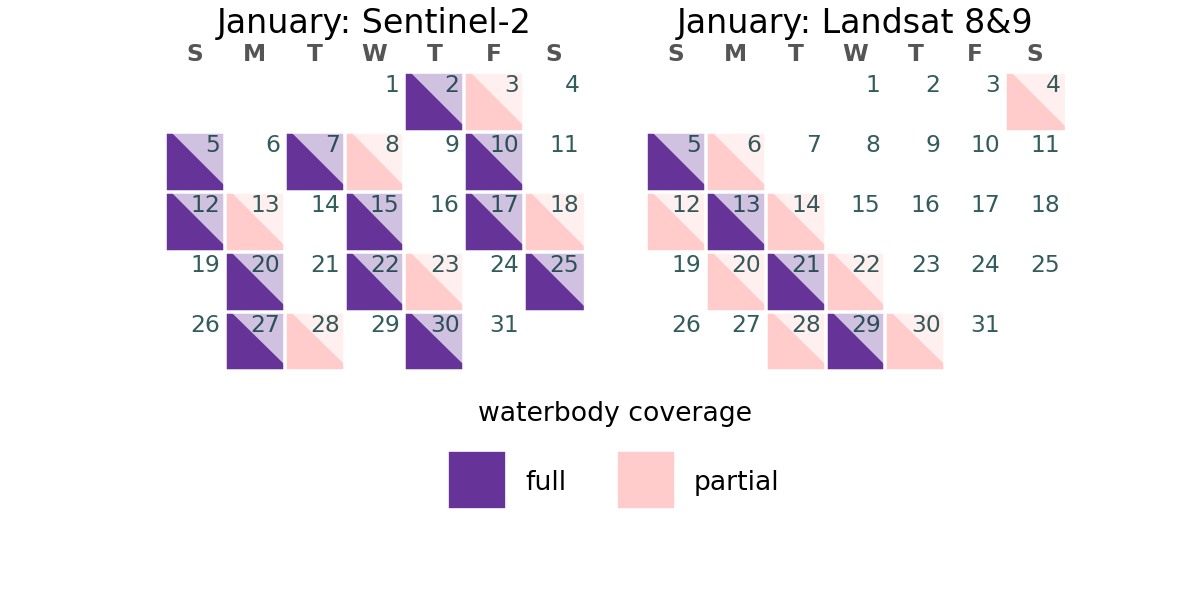 January: Sentinel-2
S M T W T F S
1 2 3 4
5 6 7 8 9 10 11
12 13 14 15 16 17 18
19 20 21 22 23 24 25
26 27 28 29 30 31
January: Landsat 8&9
S M T W T F S
1 2 3 4
5 6 7 8 9 10 11
12 13 14 15 16 17 18
19 20 21 22 23 24 25
26 27 28 29 30 31
waterbody coverage
full
partial